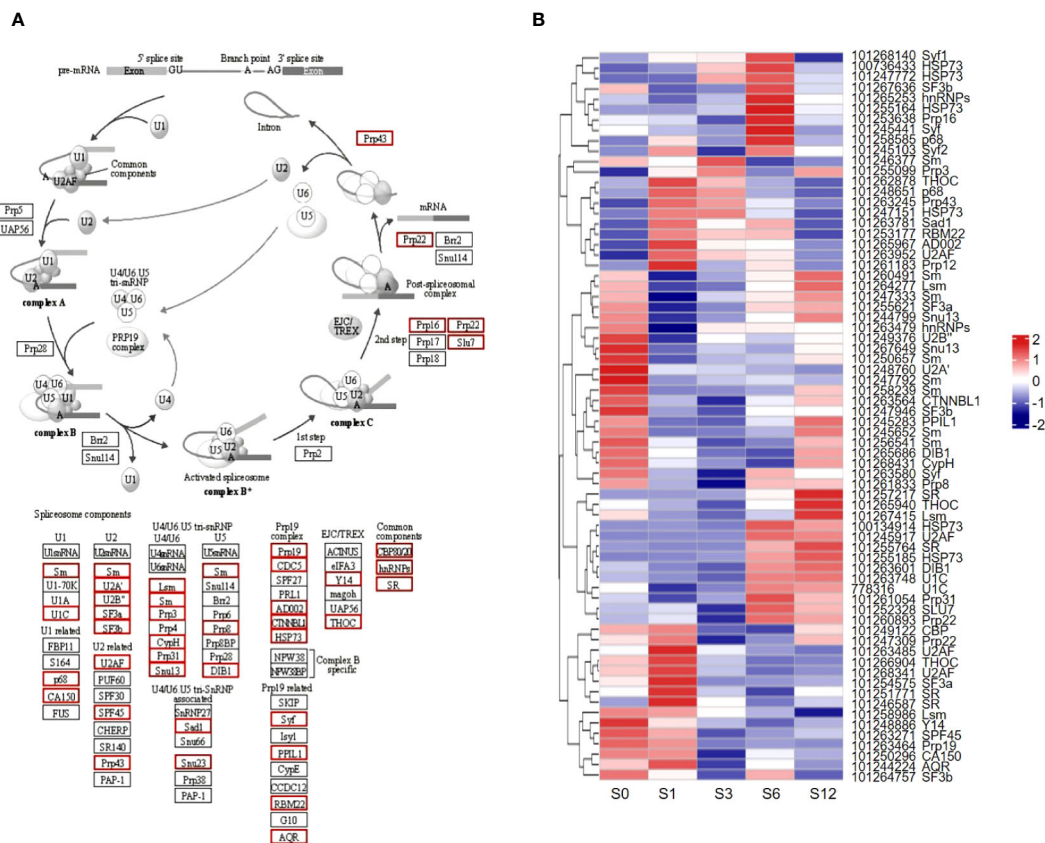 A
5' splice site
Branch point
3' splice site
pre-mRNA
Exon
GU
A
AG
Exon
Intron
U1
U1
A
U2AF
Common
components
Prp43
U2
U6
U5
Prp5
UAP56
U2
mRNA
Prp22
Brr2
Snu114
U1
U2
A
complex A
U4/U6 U5
tri-snRNP
U4 U6
U5
PRP19
complex
A
Post-spliceosomal
complex
EJC/
TREX
2nd step
Prp16
Prp22
Prp17
Slu7
Prp18
Prp28
U4 U6
U5
U1
A
complex B
U4
U6
U5
U2
A
complex C
Brr2
Snu114
U1
U6
U5
U2
A
1st step
Prp2
Activated spliceosome
complex B*
Spliceosome components
U1
U1snRNA
Sm
U1-70K
U1A
U1C
U1 related
FBP11
S164
p68
CA150
FUS
U2
U2snRNA
Sm
U2A'
U2B"
SF3a
SF3b
U2 related
U2AF
PUF60
SPF30
SPF45
CHERP
SR140
Prp43
PAP-1
U4/U6 U5 tri-snRNP
U4/U6
U4snRNA
U6snRNA
Lsm
Sm
Prp3
Prp4
CypH
Prp31
Snu13
U5
U5snRNA
Sm
Snu114
Brr2
Prp6
Prp8
Prp8BP
Prp28
DIB1
U4/U6 U5 tri-SnRNP
associated
SnRNP27
Sad1
Snu66
Snu23
Prp38
PAP-1
Prp19
complex
Prp19
CDC5
SPF27
PRL1
AD002
CTNNBL1
HSP73
NPW38
NPW38BP
Complex B
specific
Prp19 related
SKIP
Syf
Isy1
PPIL1
CypE
CCDC12
RBM22
G10
AQR
EJC/TREX
ACINUS
eIFA3
Y14
magoh
UAP56
THOC
Common
components
CBP80/20
hnRNPs
SR
B
101268140 Syf1
100736433 HSP73
101247772 HSP73
101267636 SF3b
101265253 hnRNPs
101255164 HSP73
101253638 Prp16
101245441 Syf
101258585 p68
101245103 Syf2
101246377 Sm
101255099 Prp3
101262878 THOC
101248651 p68
101263245 Prp43
101247151 HSP73
101263781 Sad1
101253177 RBM22
101265967 AD002
101263952 U2AF
101261183 Prp12
101260491 Sm
101264277 Lsm
101247333 Sm
101255621 SF3a
101244799 Snu13
101263479 hnRNPs
101249376 U2B"
101267649 Snu13
101250657 Sm
101248760 U2A'
101247792 Sm
101258239 Sm
101263564 CTNNBL1
101247946 SF3b
101245283 PPIL1
101245652 Sm
101256541 Sm
101265686 DIB1
101268431 CypH
101263580 Syf
101261833 Prp8
101257217 SR
101265940 THOC
101267415 Lsm
100134914 HSP73
101245917 U2AF
101255764 SR
101255185 HSP73
101263601 DIB1
101263748 U1C
778316 U1C
101261054 Prp31
101252328 SLU7
101260893 Prp22
101249122 CBP
101247309 Prp22
101263485 U2AF
101266904 THOC
101268341 U2AF
101254575 SF3a
101251771 SR
101246587 SR
101258986 Lsm
101248886 Y14
101263271 SPF45
101263464 Prp19
101250296 CA150
101244224 AQR
101264757 SF3b
S0 S1 S3 S6 S12
2
1
0
-1
-2